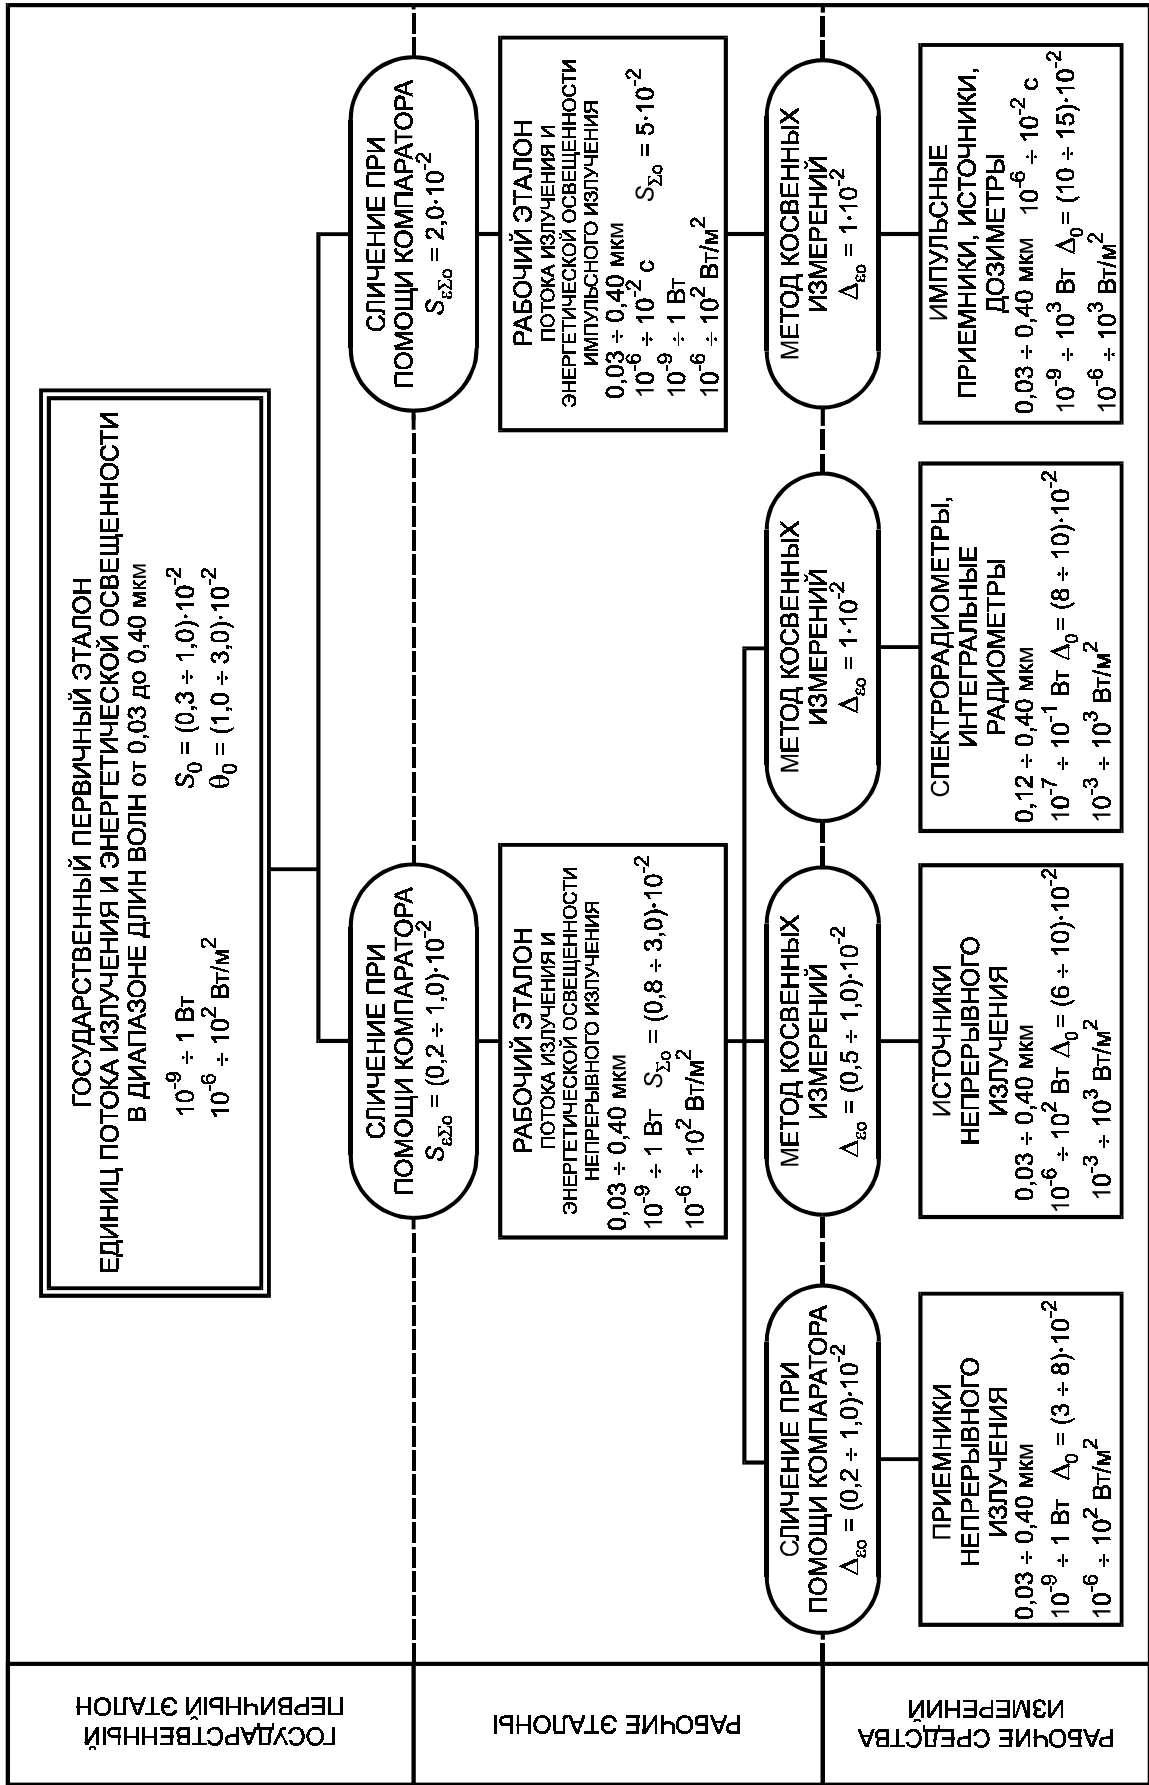 ГОСУДАРСТВЕННЫЙ
ПЕРВИЧНЫЙ ЭТАЛОН
ГОСУДАРСТВЕННЫЙ ПЕРВИЧНЫЙ ЭТАЛОН
ЕДИНИЦ ПОТОКА ИЗЛУЧЕНИЯ И ЭНЕРГЕТИЧЕСКОЙ ОСВЕЩЕННОСТИ
В ДИАПАЗОНЕ ДЛИН ВОЛН от 0,03 до 0,40 мкм
10⁻⁹ ÷ 1 Вт S₀ = (0,3 ÷ 1,0)·10⁻²
10⁻⁶ ÷ 10² Вт/м² θ₀ = (1,0 ÷ 3,0)·10⁻²
СЛИЧЕНИЕ ПРИ
ПОМОЩИ КОМПАРАТОРА
S_εΣo = (0,2 ÷ 1,0)·10⁻²
СЛИЧЕНИЕ ПРИ
ПОМОЩИ КОМПАРАТОРА
S_εΣo = 2,0·10⁻²
РАБОЧИЕ ЭТАЛОНЫ
РАБОЧИЙ ЭТАЛОН
ПОТОКА ИЗЛУЧЕНИЯ И
ЭНЕРГЕТИЧЕСКОЙ ОСВЕЩЕННОСТИ
НЕПРЕРЫВНОГО ИЗЛУЧЕНИЯ
0,03 ÷ 0,40 мкм
10⁻⁹ ÷ 1 Вт S_Σo = (0,8 ÷ 3,0)·10⁻²
10⁻⁶ ÷ 10² Вт/м²
РАБОЧИЙ ЭТАЛОН
ПОТОКА ИЗЛУЧЕНИЯ И
ЭНЕРГЕТИЧЕСКОЙ ОСВЕЩЕННОСТИ
ИМПУЛЬСНОГО ИЗЛУЧЕНИЯ
0,03 ÷ 0,40 мкм
10⁻⁶ ÷ 10⁻² с S_Σo = 5·10⁻²
10⁻⁹ ÷ 1 Вт
10⁻⁶ ÷ 10² Вт/м²
СЛИЧЕНИЕ ПРИ
ПОМОЩИ КОМПАРАТОРА
Δ_εo = (0,2 ÷ 1,0)·10⁻²
МЕТОД КОСВЕННЫХ
ИЗМЕРЕНИЙ
Δ_εo = (0,5 ÷ 1,0)·10⁻²
МЕТОД КОСВЕННЫХ
ИЗМЕРЕНИЙ
Δ_εo = 1·10⁻²
МЕТОД КОСВЕННЫХ
ИЗМЕРЕНИЙ
Δ_εo = 1·10⁻²
РАБОЧИЕ СРЕДСТВА
ИЗМЕРЕНИЙ
ПРИЕМНИКИ
НЕПРЕРЫВНОГО
ИЗЛУЧЕНИЯ
0,03 ÷ 0,40 мкм
10⁻⁹ ÷ 1 Вт Δ₀ = (3 ÷ 8)·10⁻²
10⁻⁶ ÷ 10² Вт/м²
ИСТОЧНИКИ
НЕПРЕРЫВНОГО
ИЗЛУЧЕНИЯ
0,03 ÷ 0,40 мкм
10⁻⁶ ÷ 10² Вт Δ₀ = (6 ÷ 10)·10⁻²
10⁻³ ÷ 10³ Вт/м²
СПЕКТРОРАДИОМЕТРЫ,
ИНТЕГРАЛЬНЫЕ
РАДИОМЕТРЫ
0,12 ÷ 0,40 мкм
10⁻⁷ ÷ 10⁻¹ Вт Δ₀ = (8 ÷ 10)·10⁻²
10⁻³ ÷ 10³ Вт/м²
ИМПУЛЬСНЫЕ
ПРИЕМНИКИ, ИСТОЧНИКИ,
ДОЗИМЕТРЫ
0,03 ÷ 0,40 мкм 10⁻⁶ ÷ 10⁻² с
10⁻⁹ ÷ 10³ Вт Δ₀ = (10 ÷ 15)·10⁻²
10⁻⁶ ÷ 10³ Вт/м²